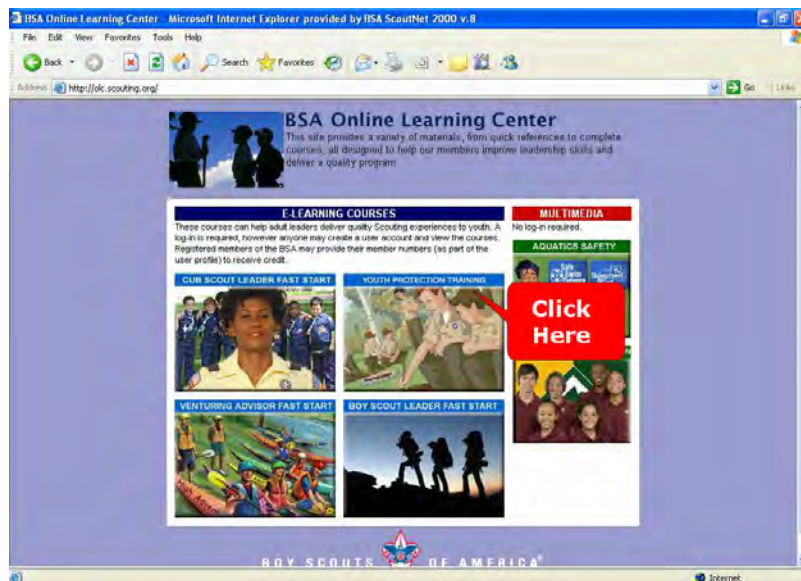 BSA Online Learning Center - Microsoft Internet Explorer provided by BSA ScoutNet 2000 v.8
File Edit View Favorites Tools Help
Back Search Favorites
Address http://olc.scouting.org/ Go Links
BSA Online Learning Center
This site provides a variety of materials, from quick references to complete
courses, all designed to help our members improve leadership skills and
deliver a quality program
E-LEARNING COURSES
These courses can help adult leaders deliver quality Scouting experiences to youth. A
log-in is required, however anyone may create a user account and view the courses.
Registered members of the BSA may provide their member numbers (as part of the
user profile) to receive credit.
MULTIMEDIA
No log-in required.
AQUATICS SAFETY
CUB SCOUT LEADER FAST START
YOUTH PROTECTION TRAINING
Click
Here
VENTURING ADVISOR FAST START
High Adventure
BOY SCOUT LEADER FAST START
BOY SCOUTS OF AMERICA®
Internet